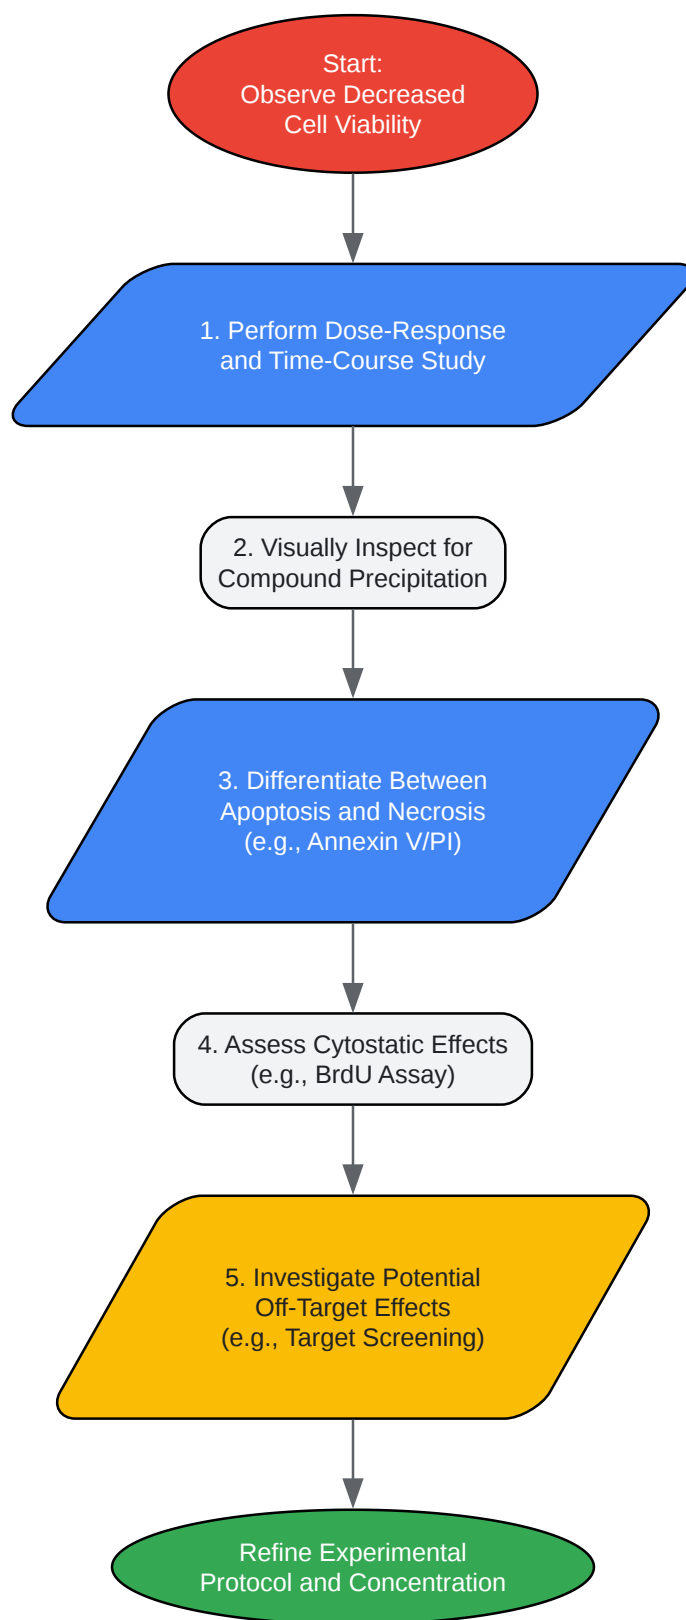 Start:
Observe Decreased
Cell Viability
1. Perform Dose-Response
and Time-Course Study
2. Visually Inspect for
Compound Precipitation
3. Differentiate Between
Apoptosis and Necrosis
(e.g., Annexin V/PI)
4. Assess Cytostatic Effects
(e.g., BrdU Assay)
5. Investigate Potential
Off-Target Effects
(e.g., Target Screening)
Refine Experimental
Protocol and Concentration